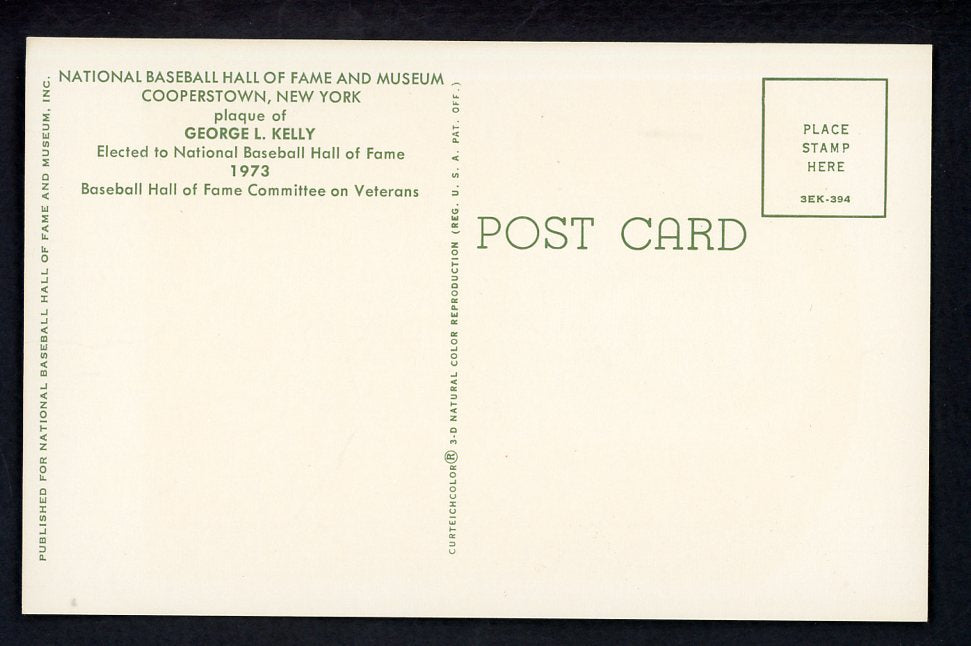 NATIONAL BASEBALL HALL OF FAME AND MUSEUM
COOPERSTOWN, NEW YORK
plaque of
GEORGE L. KELLY
Elected to National Baseball Hall of Fame
1973
Baseball Hall of Fame Committee on Veterans
PUBLISHED FOR NATIONAL BASEBALL HALL OF FAME AND MUSEUM, INC.
CURTEICHCOLOR® 3-D NATURAL COLOR REPRODUCTION (REG. U. S. A. PAT. OFF.)
POST CARD
PLACE
STAMP
HERE
3EK-394